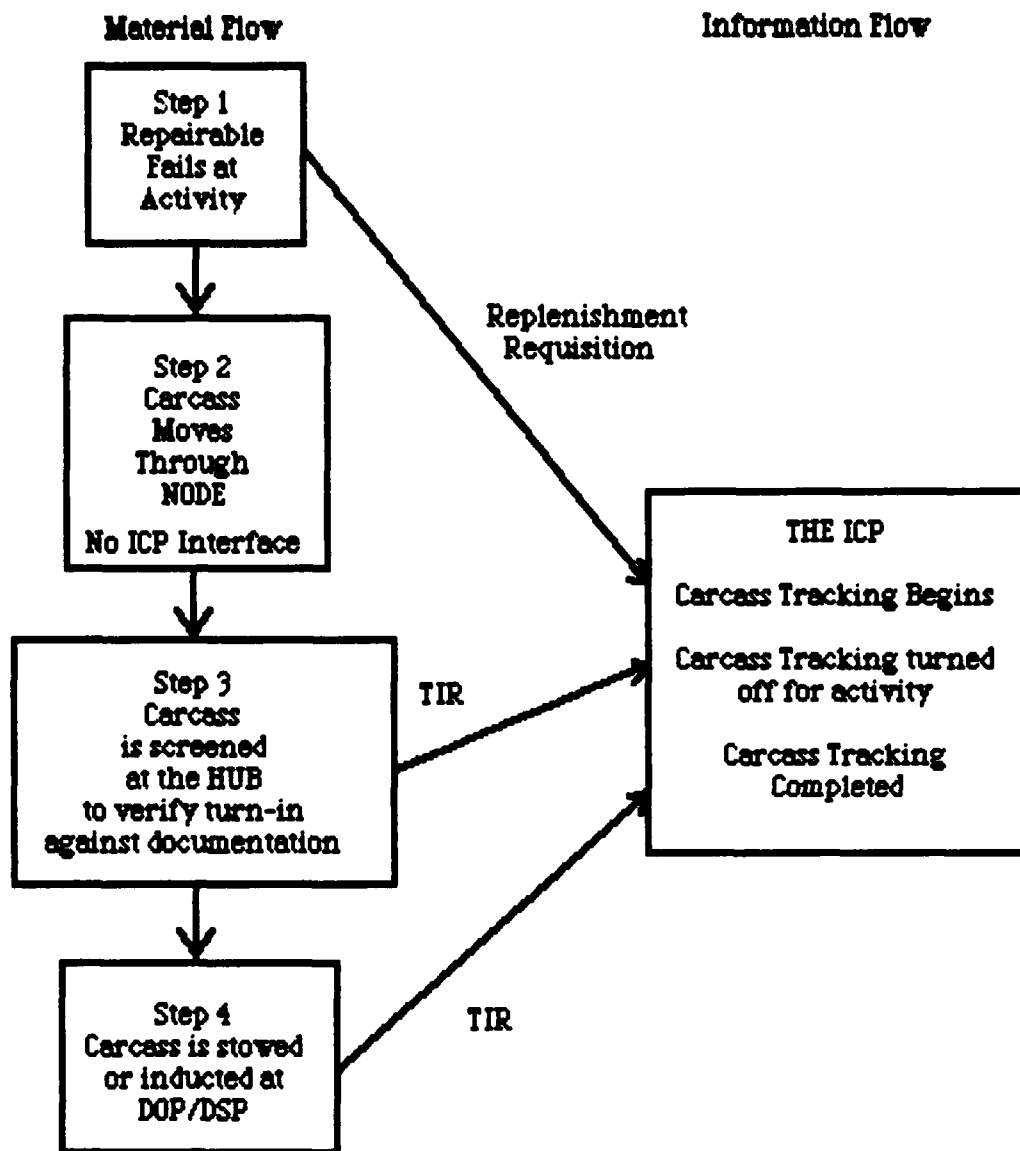 Material Flow
Information Flow
Step 1
Repairable
Fails at
Activity
Replenishment
Requisition
Step 2
Carcass
Moves
Through
NODE
No ICP Interface
THE ICP
Carcass Tracking Begins
Carcass Tracking turned
off for activity
Carcass Tracking
Completed
Step 3
Carcass
is screened
at the HUB
to verify turn-in
against documentation
TIR
Step 4
Carcass is stowed
or inducted at
DOP/DSP
TIR